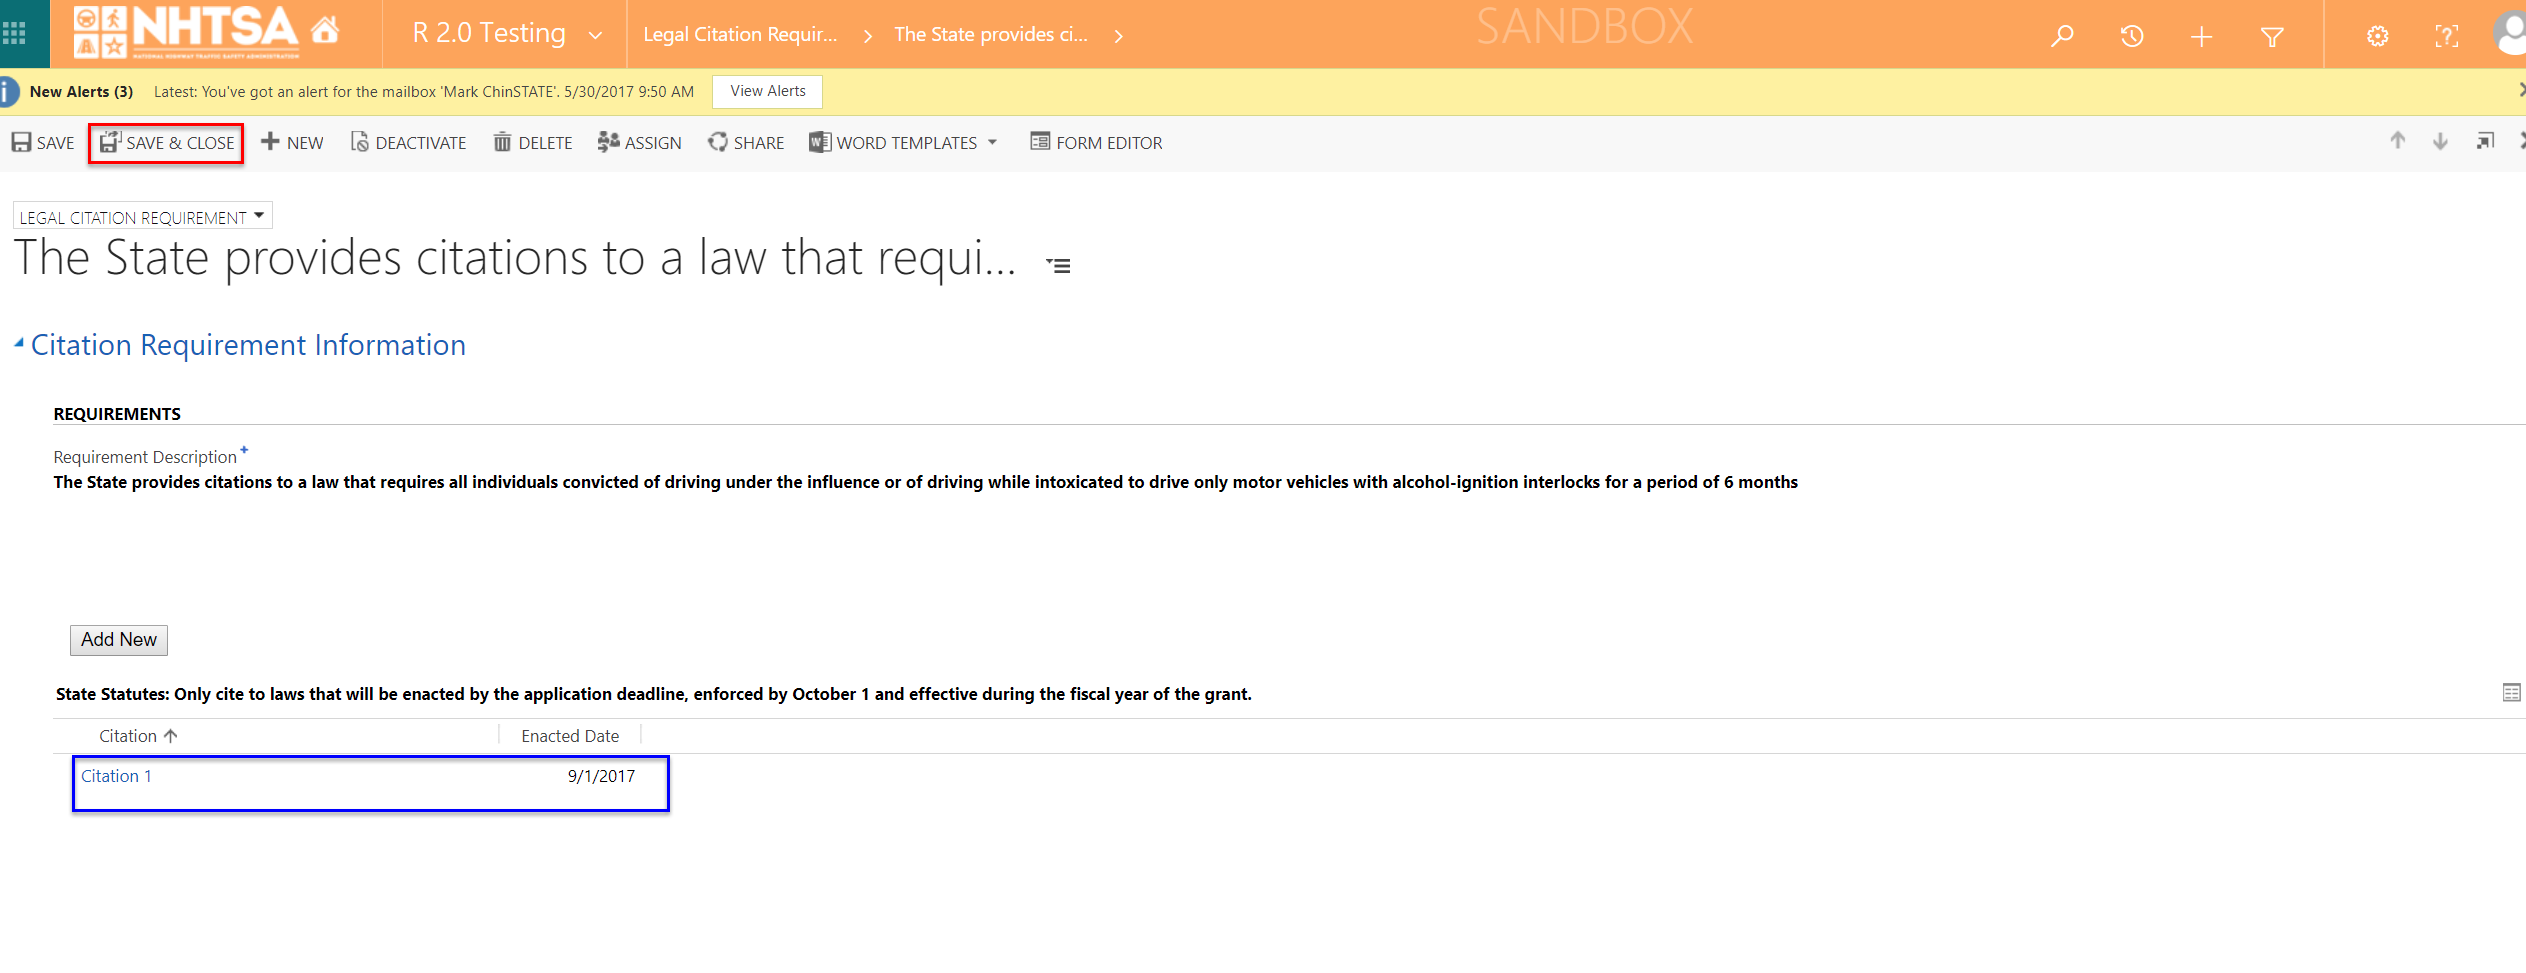 NHTSA
NATIONAL HIGHWAY TRAFFIC SAFETY ADMINISTRATION
R 2.0 Testing
Legal Citation Requir...
The State provides ci...
SANDBOX
New Alerts (3) Latest: You've got an alert for the mailbox 'Mark ChinSTATE'. 5/30/2017 9:50 AM View Alerts
SAVE SAVE & CLOSE NEW DEACTIVATE DELETE ASSIGN SHARE WORD TEMPLATES FORM EDITOR
LEGAL CITATION REQUIREMENT
The State provides citations to a law that requi...
Citation Requirement Information
REQUIREMENTS
Requirement Description+
The State provides citations to a law that requires all individuals convicted of driving under the influence or of driving while intoxicated to drive only motor vehicles with alcohol-ignition interlocks for a period of 6 months
Add New
State Statutes: Only cite to laws that will be enacted by the application deadline, enforced by October 1 and effective during the fiscal year of the grant.
Citation Enacted Date
Citation 1 9/1/2017